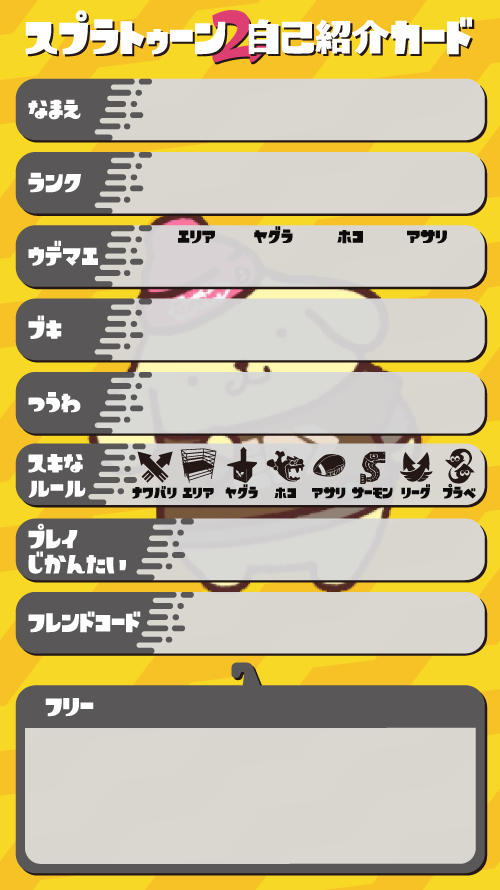 スプラトゥーン2自己紹介カード
なまえ
ランク
ウデマエ
エリア ヤグラ ホコ アサリ
ブキ
つうわ
スキな
ルール
ナワバリ エリア ヤグラ ホコ アサリ サーモン リーグ プラベ
プレイ
じかんたい
フレンドコード
フリー